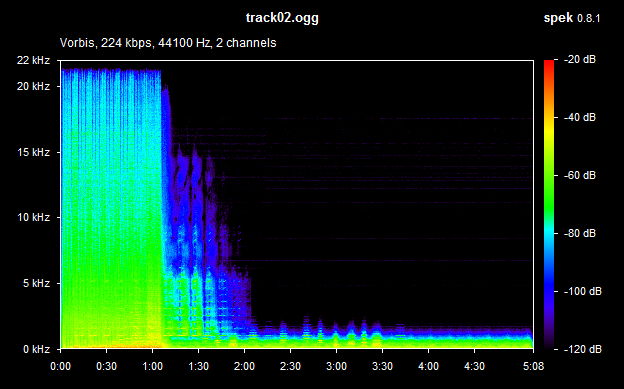 track02.ogg
spek 0.8.1
Vorbis, 224 kbps, 44100 Hz, 2 channels
22 kHz
20 kHz
15 kHz
10 kHz
5 kHz
0 kHz
0:00 0:30 1:00 1:30 2:00 2:30 3:00 3:30 4:00 4:30 5:08
-20 dB
-40 dB
-60 dB
-80 dB
-100 dB
-120 dB